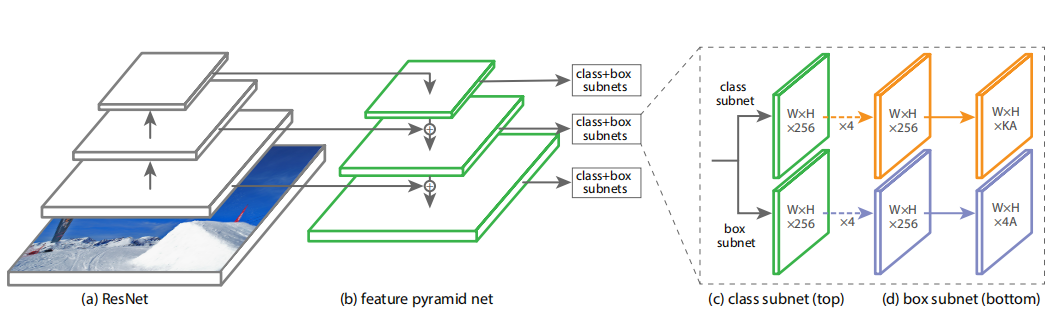 class+box
subnets
class+box
subnets
class+box
subnets
class
subnet
W×H
×256
×4
W×H
×256
W×H
×KA
box
subnet
W×H
×256
×4
W×H
×256
W×H
×4A
(a) ResNet
(b) feature pyramid net
(c) class subnet (top)
(d) box subnet (bottom)